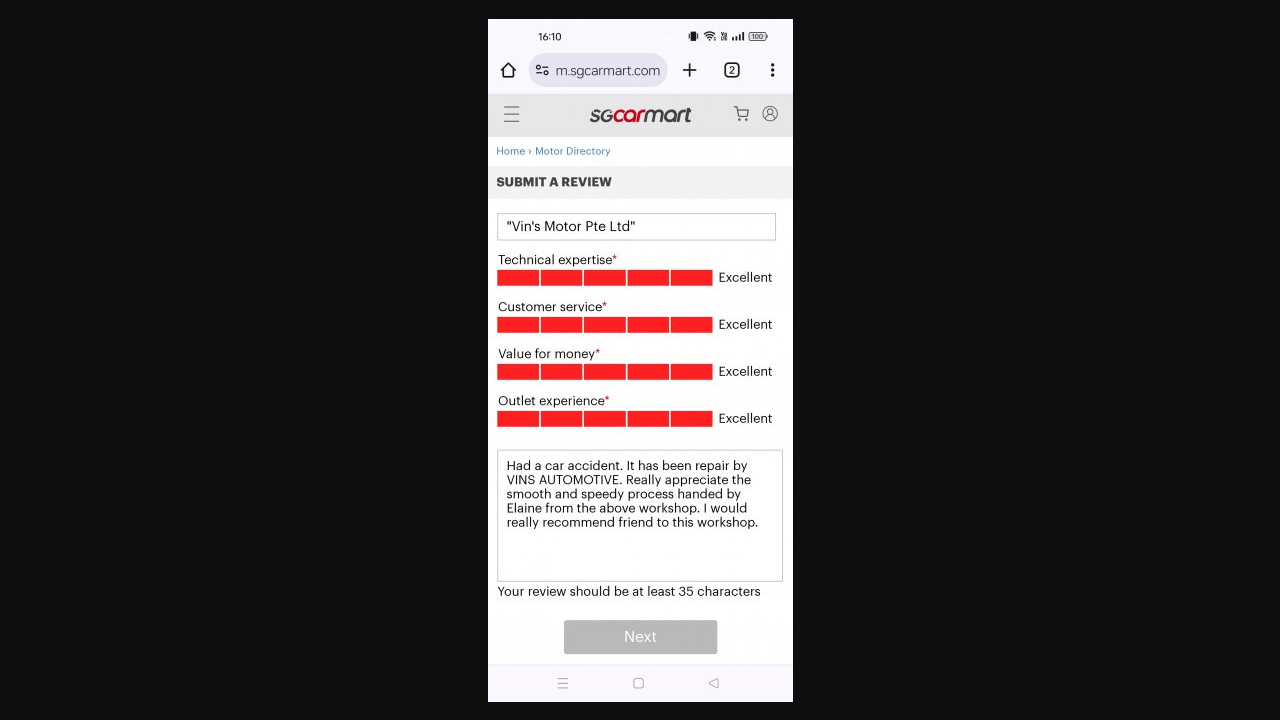 16:10
100
m.sgcarmart.com
2
sgcarmart
Home › Motor Directory
SUBMIT A REVIEW
"Vin's Motor Pte Ltd"
Technical expertise*
Excellent
Customer service*
Excellent
Value for money*
Excellent
Outlet experience*
Excellent
Had a car accident. It has been repair by
VINS AUTOMOTIVE. Really appreciate the
smooth and speedy process handed by
Elaine from the above workshop. I would
really recommend friend to this workshop.
Your review should be at least 35 characters
Next